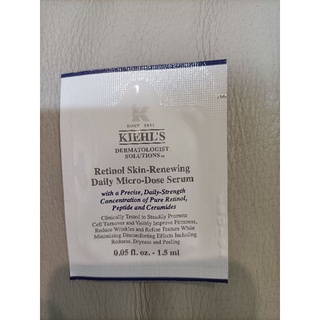 K
SINCE 1851
KIEHL'S
DERMATOLOGIST
SOLUTIONS™
Retinol Skin-Renewing
Daily Micro-Dose Serum
with a Precise, Daily-Strength
Concentration of Pure Retinol,
Peptide and Ceramides
Clinically Tested to Steadily Promote
Cell Turnover and Visibly Improve Firmness,
Reduce Wrinkles and Refine Texture While
Minimizing Discomforting Effects Including
Redness, Dryness and Peeling
0.05 fl. oz. - 1.5 ml